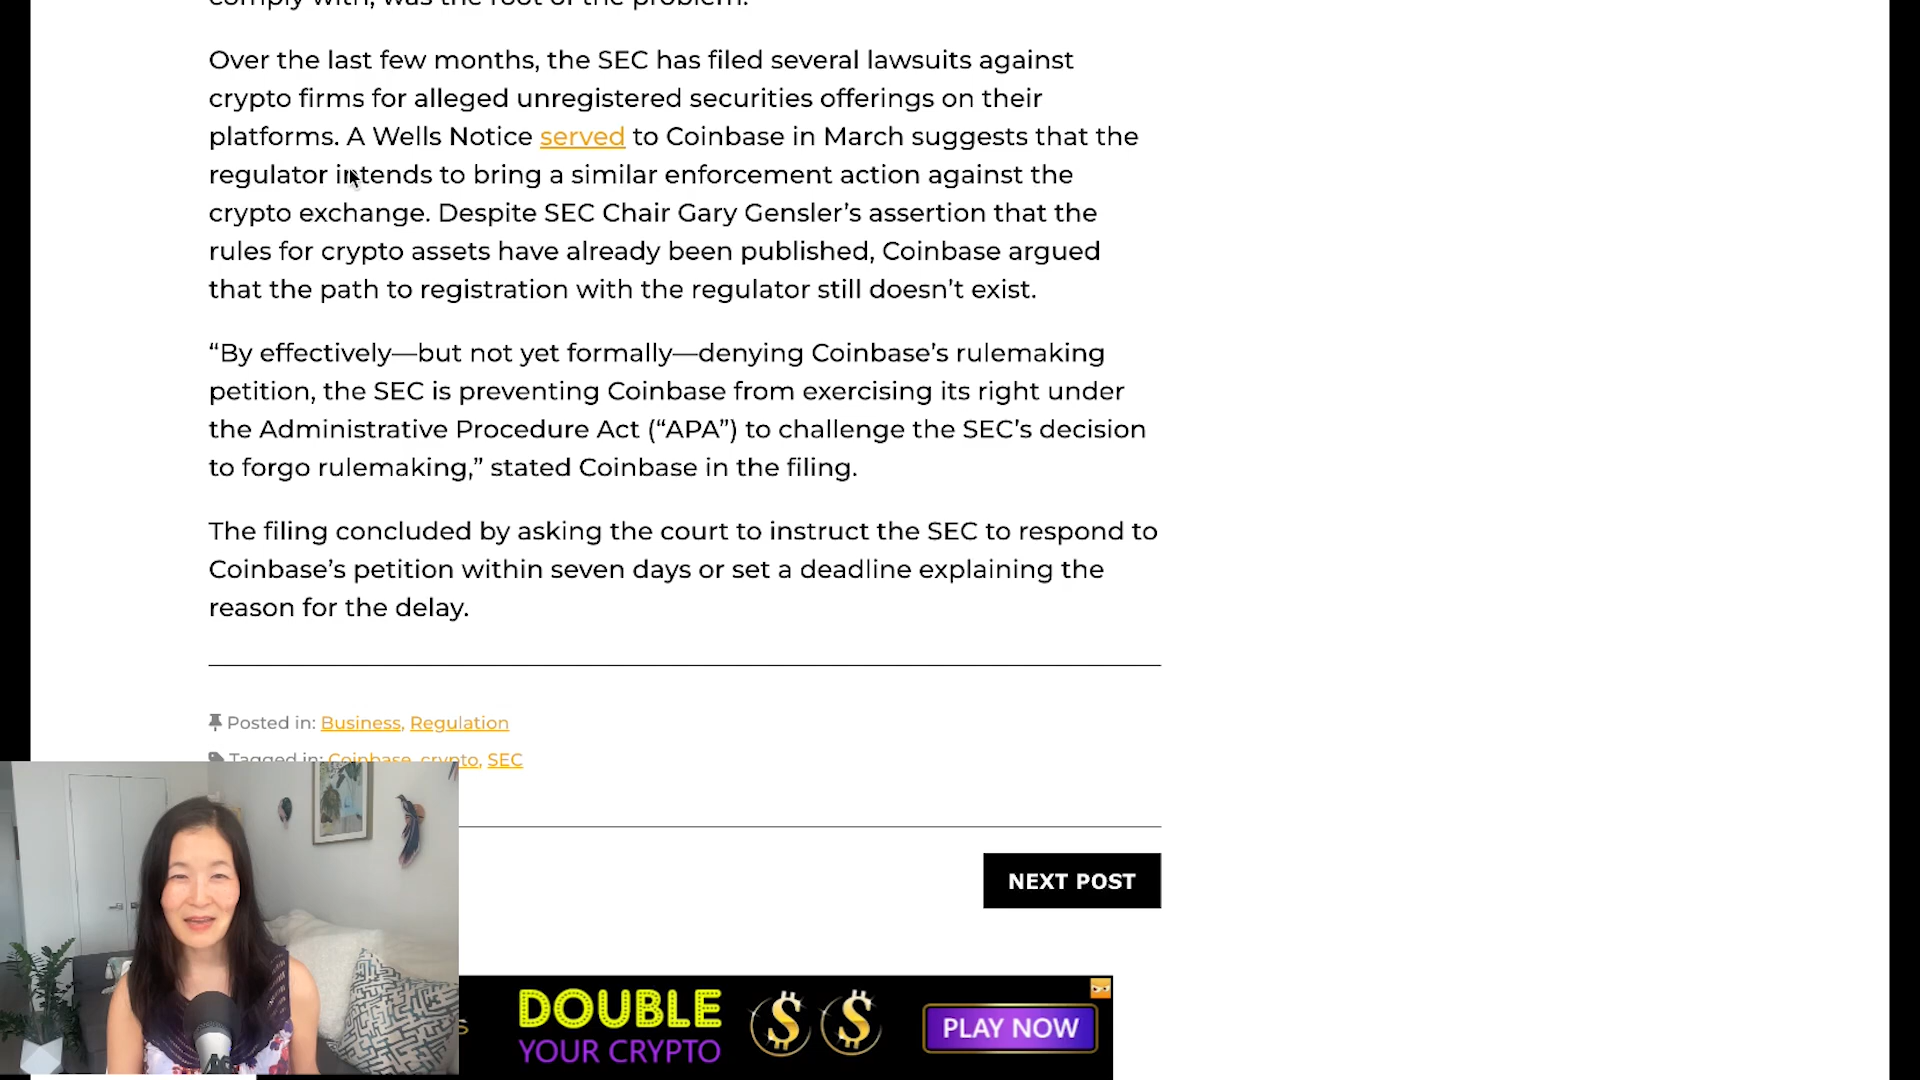 Over the last few months, the SEC has filed several lawsuits against
crypto firms for alleged unregistered securities offerings on their
platforms. A Wells Notice served to Coinbase in March suggests that the
regulator intends to bring a similar enforcement action against the
crypto exchange. Despite SEC Chair Gary Gensler’s assertion that the
rules for crypto assets have already been published, Coinbase argued
that the path to registration with the regulator still doesn’t exist.
“By effectively—but not yet formally—denying Coinbase’s rulemaking
petition, the SEC is preventing Coinbase from exercising its right under
the Administrative Procedure Act (“APA”) to challenge the SEC’s decision
to forgo rulemaking,” stated Coinbase in the filing.
The filing concluded by asking the court to instruct the SEC to respond to
Coinbase’s petition within seven days or set a deadline explaining the
reason for the delay.
Posted in: Business, Regulation
Tagged in: Coinbase, crypto, SEC
NEXT POST
DOUBLE
YOUR CRYPTO
PLAY NOW